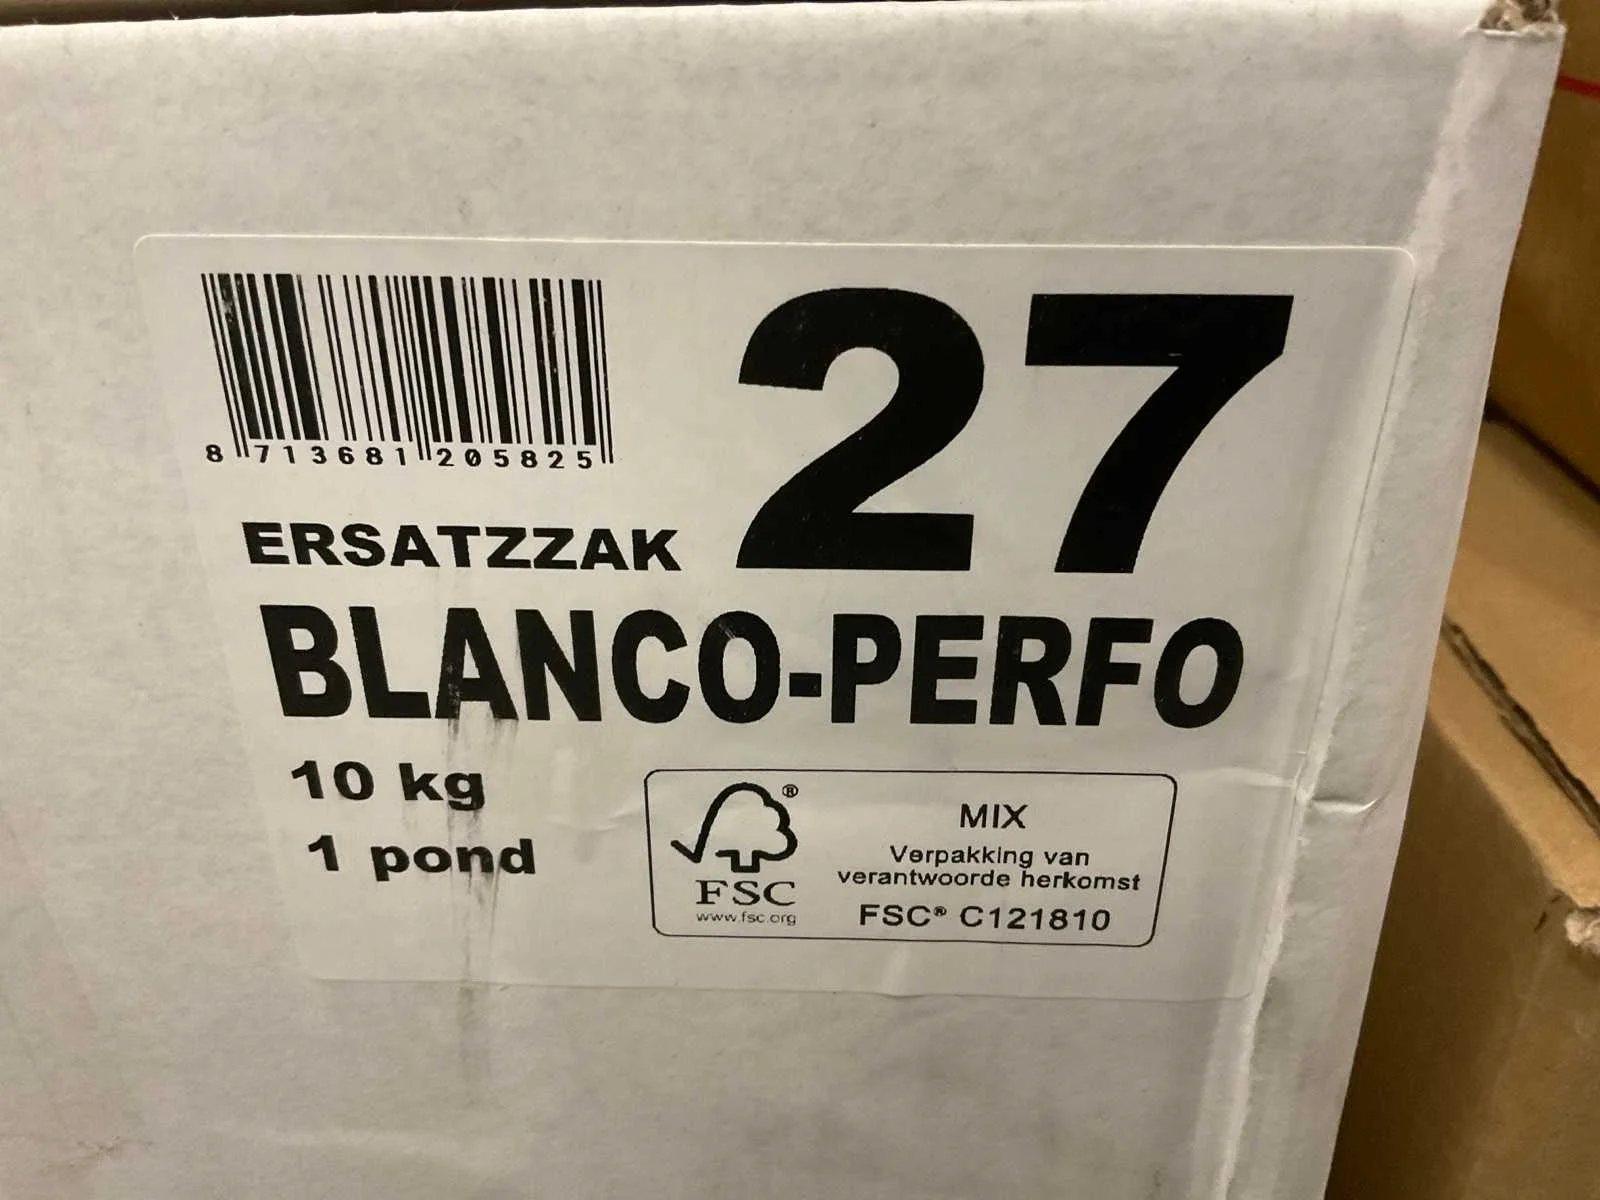 27
8 713681 205825
ERSATZZAK
BLANCO-PERFO
10 kg
1 pond
®
FSC
www.fsc.org
MIX
Verpakking van
verantwoorde herkomst
FSC® C121810